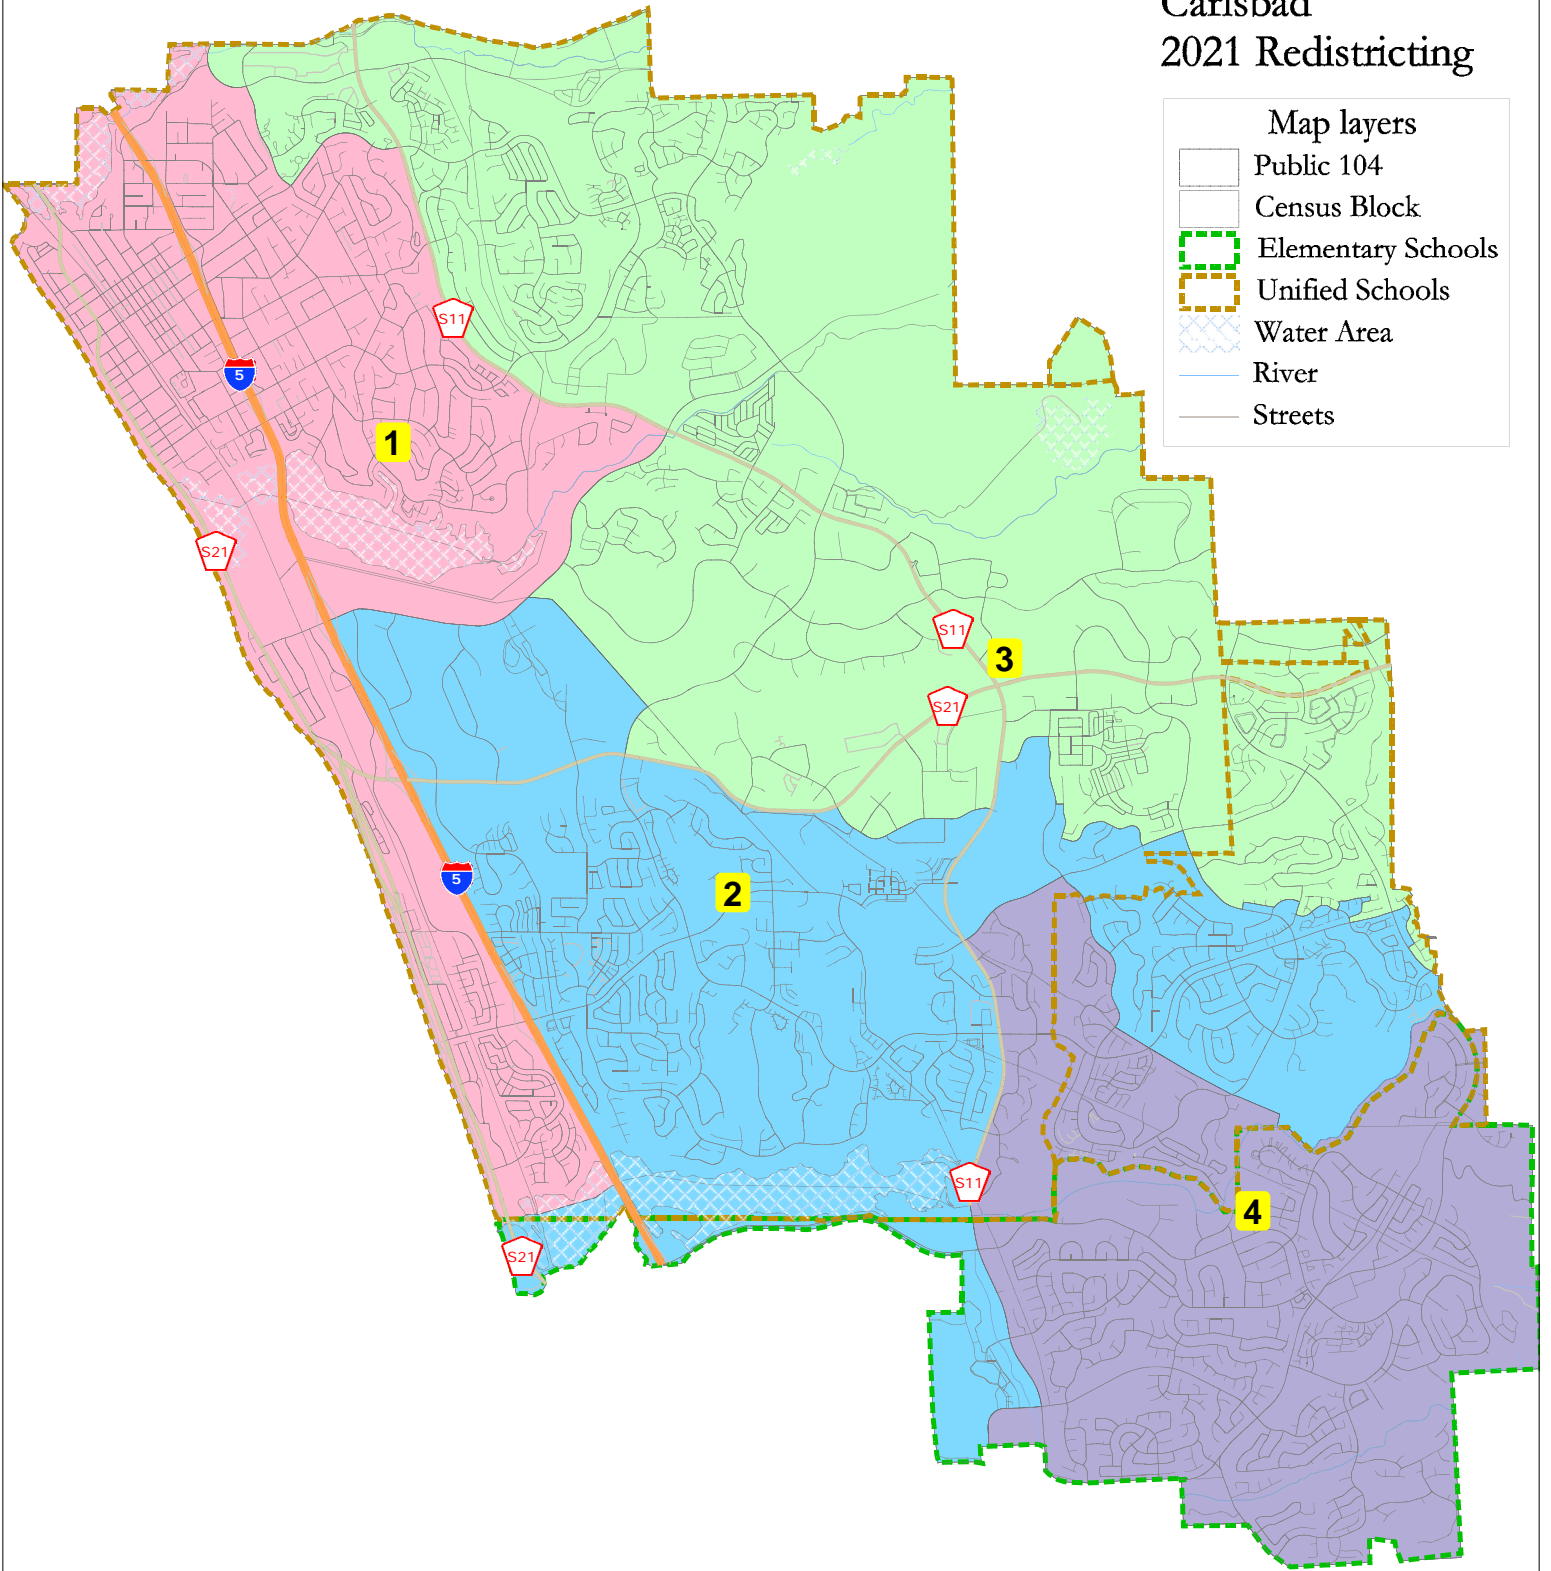 Carlsbad
2021 Redistricting
Map layers
Public 104
Census Block
Elementary Schools
Unified Schools
Water Area
River
Streets
S11
5
1
S21
S11
3
S21
5
2
S11
4
S21